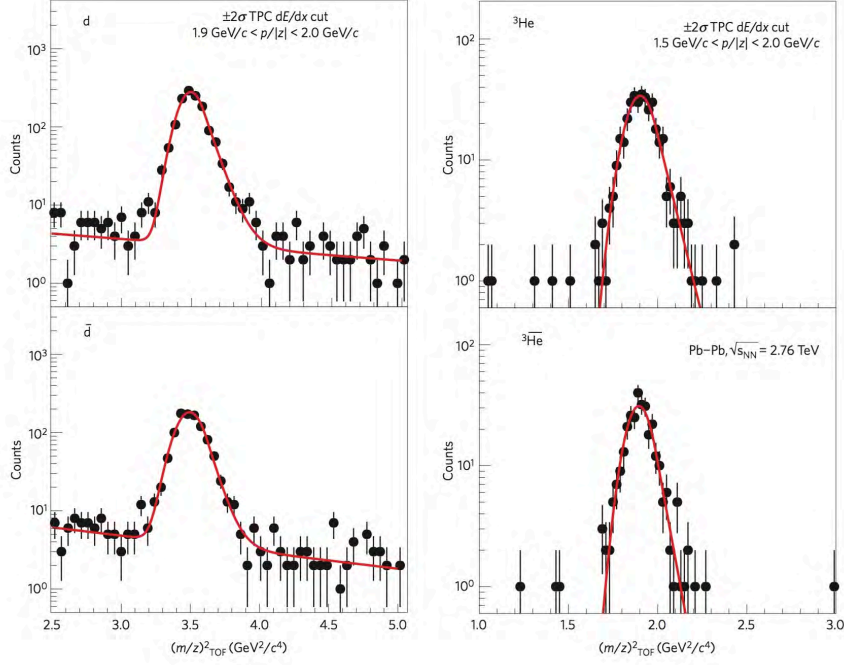 d
±2σ TPC dE/dx cut
1.9 GeV/c < p/|z| < 2.0 GeV/c
10³
10²
10¹
10⁰
Counts
³He
±2σ TPC dE/dx cut
1.5 GeV/c < p/|z| < 2.0 GeV/c
10²
10¹
10⁰
Counts
d̄
10³
10²
10¹
10⁰
Counts
2.5 3.0 3.5 4.0 4.5 5.0
(m/z)²TOF (GeV²/c⁴)
³H̅e̅
Pb–Pb, √sNN = 2.76 TeV
10²
10¹
10⁰
Counts
1.0 1.5 2.0 2.5 3.0
(m/z)²TOF (GeV²/c⁴)